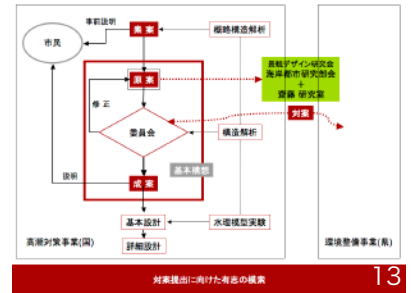 事前説明
市民
素案
概略構造解析
原案
景観デザイン研究会
海岸都市研究部会
+
齋藤 研究室
修正
対案
委員会
構造解析
基本構想
説明
成案
基本設計
水理模型実験
高潮対策事業(国)
詳細設計
環境整備事業(県)
対案提出に向けた有志の模索
13